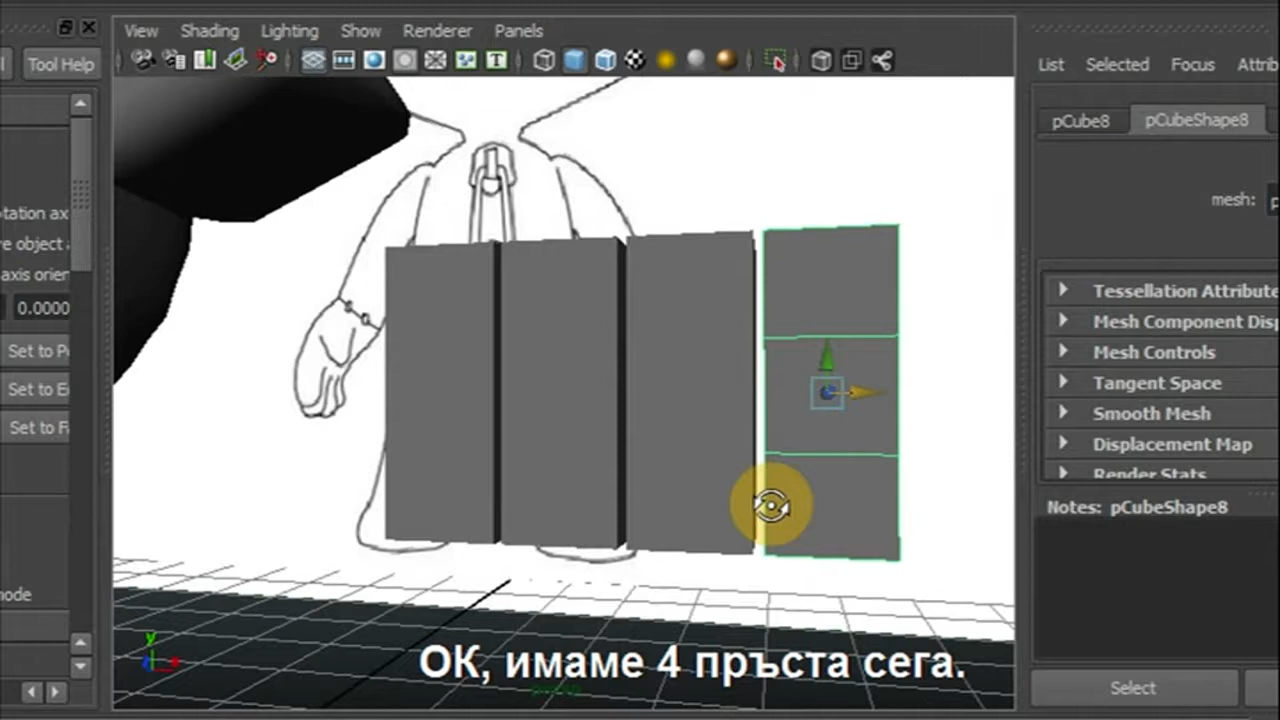 View Shading Lighting Show Renderer Panels
Tool Help
List Selected Focus Attrib
pCube8 pCubeShape8
mesh:
tation ax
ve object a
axis orien
0.0000
Set to P
Set to E
Set to F
ode
Tessellation Attribute
Mesh Component Disp
Mesh Controls
Tangent Space
Smooth Mesh
Displacement Map
Render Stats
Notes: pCubeShape8
y
ОК, имаме 4 пръста сега.
Select